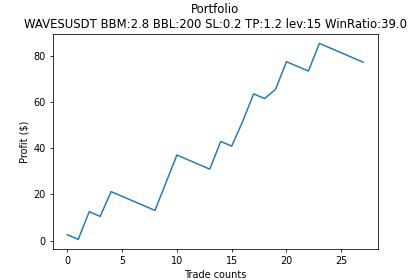 Portfolio
WAVESUSDT BBM:2.8 BBL:200 SL:0.2 TP:1.2 lev:15 WinRatio:39.0
80
60
40
20
0
Profit ($)
0 5 10 15 20 25
Trade counts